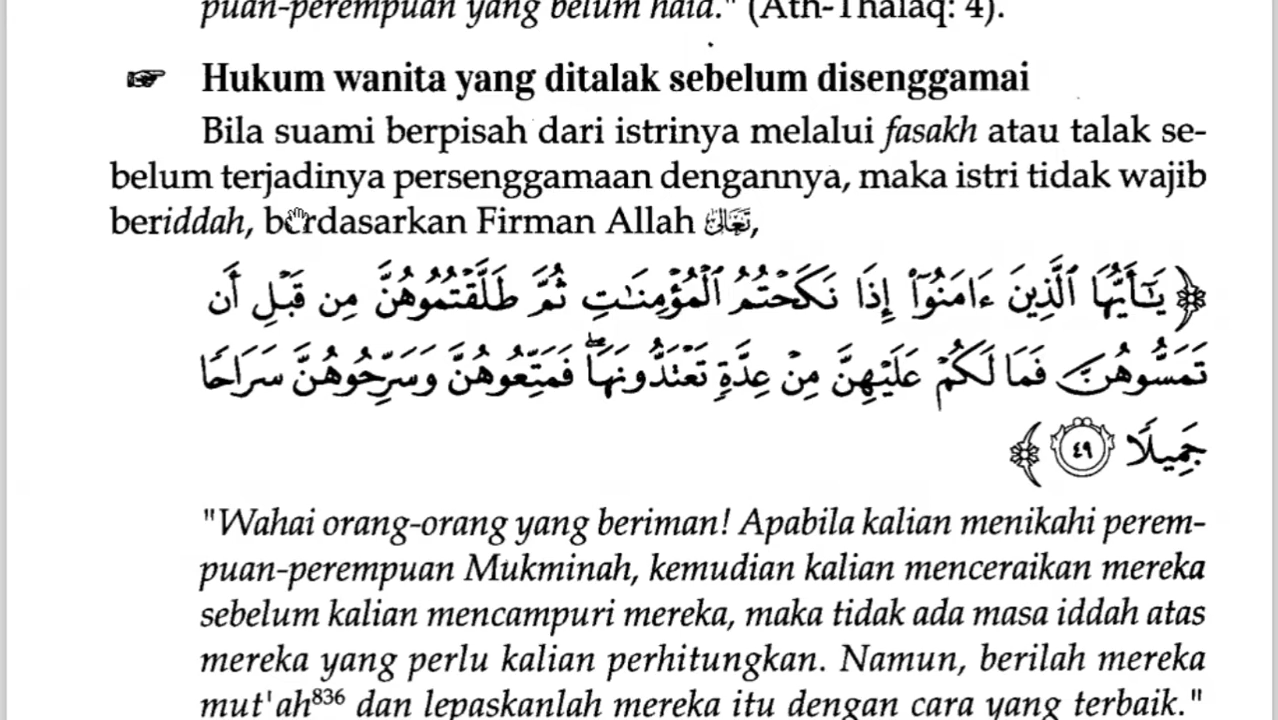 puan-perempuan yang belum haid." (Ath-Thalaq: 4).
☞ Hukum wanita yang ditalak sebelum disenggamai
Bila suami berpisah dari istrinya melalui fasakh atau talak se-
belum terjadinya persenggamaan dengannya, maka istri tidak wajib
beriddah, berdasarkan Firman Allah تَعَالَى,
﴿ يَٰٓأَيُّهَا ٱلَّذِينَ ءَامَنُوٓا۟ إِذَا نَكَحْتُمُ ٱلْمُؤْمِنَٰتِ ثُمَّ طَلَّقْتُمُوهُنَّ مِن قَبْلِ أَن
تَمَسُّوهُنَّ فَمَا لَكُمْ عَلَيْهِنَّ مِنْ عِدَّةٍ تَعْتَدُّونَهَا ۖ فَمَتِّعُوهُنَّ وَسَرِّحُوهُنَّ سَرَاحًا
جَمِيلًا ٤٩ ﴾
"Wahai orang-orang yang beriman! Apabila kalian menikahi perem-
puan-perempuan Mukminah, kemudian kalian menceraikan mereka
sebelum kalian mencampuri mereka, maka tidak ada masa iddah atas
mereka yang perlu kalian perhitungkan. Namun, berilah mereka
mut'ah⁸³⁶ dan lepaskanlah mereka itu dengan cara yang terbaik."